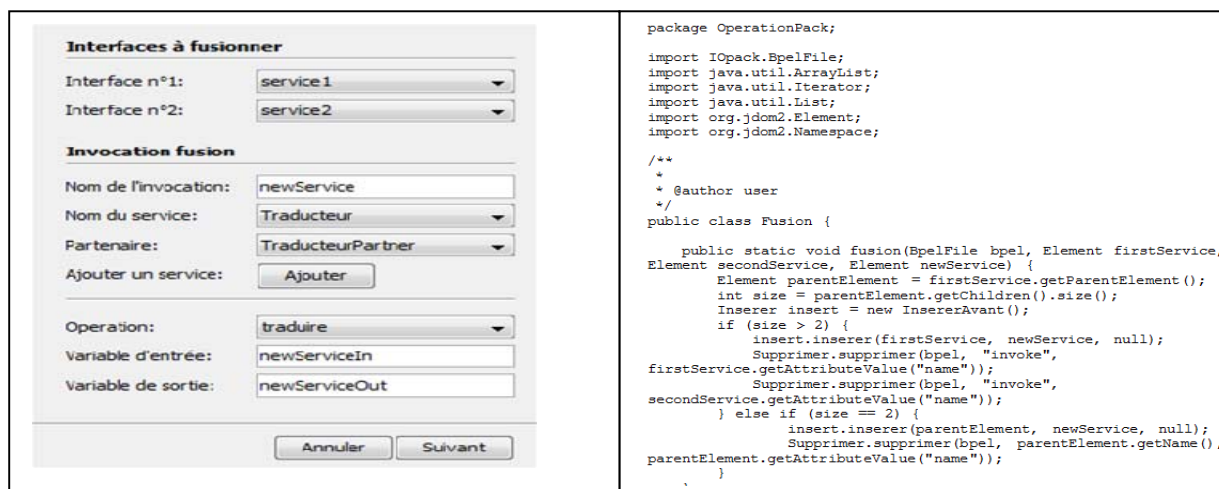 Interfaces à fusionner
Interface n°1: service1
Interface n°2: service2
Invocation fusion
Nom de l'invocation: newService
Nom du service: Traducteur
Partenaire: TraducteurPartner
Ajouter un service: Ajouter
Operation: traduire
Variable d'entrée: newServiceIn
Variable de sortie: newServiceOut
Annuler Suivant
package OperationPack;
import IOpack.BpelFile;
import java.util.ArrayList;
import java.util.Iterator;
import java.util.List;
import org.jdom2.Element;
import org.jdom2.Namespace;
/**
*
* @author user
*/
public class Fusion {
public static void fusion(BpelFile bpel, Element firstService,
Element secondService, Element newService) {
Element parentElement = firstService.getParentElement();
int size = parentElement.getChildren().size();
Inserer insert = new InsererAvant();
if (size > 2) {
insert.inserer(firstService, newService, null);
Supprimer.supprimer(bpel, "invoke",
firstService.getAttributeValue("name"));
Supprimer.supprimer(bpel, "invoke",
secondService.getAttributeValue("name"));
} else if (size == 2) {
insert.inserer(parentElement, newService, null);
Supprimer.supprimer(bpel, parentElement.getName(),
parentElement.getAttributeValue("name"));
}